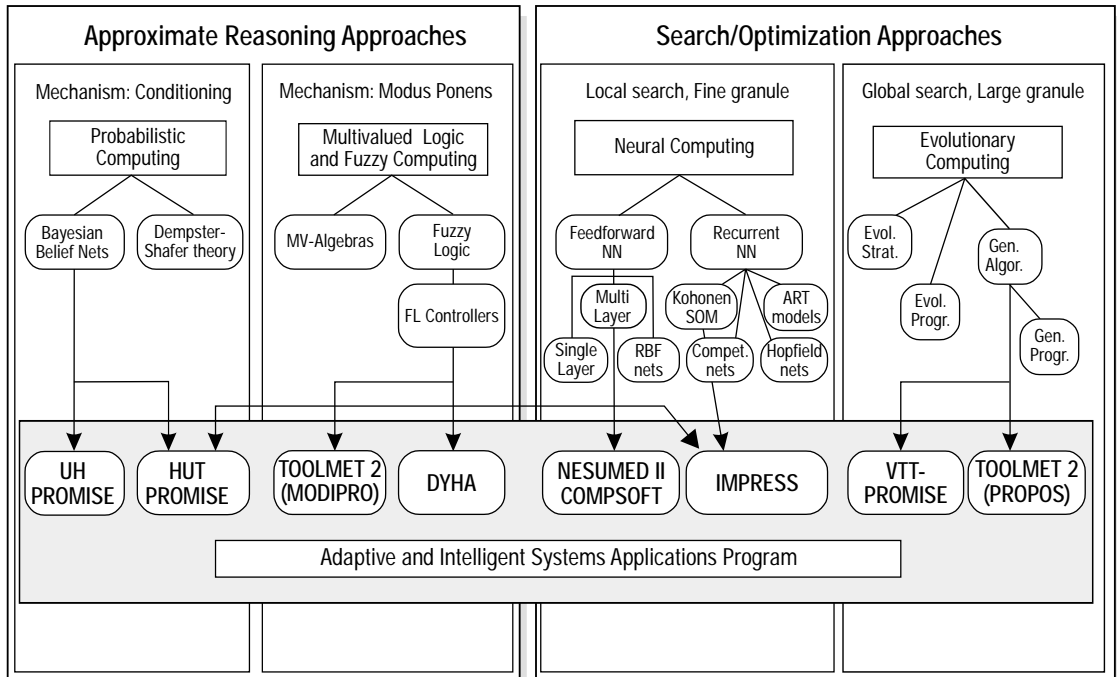 Approximate Reasoning Approaches
Search/Optimization Approaches
Mechanism: Conditioning
Mechanism: Modus Ponens
Local search, Fine granule
Global search, Large granule
Probabilistic
Computing
Multivalued Logic
and Fuzzy Computing
Neural Computing
Evolutionary
Computing
Bayesian
Belief Nets
Dempster-
Shafer theory
MV-Algebras
Fuzzy
Logic
Feedforward
NN
Recurrent
NN
Evol.
Strat.
Gen.
Algor.
FL Controllers
Multi
Layer
Kohonen
SOM
ART
models
Evol.
Progr.
Single
Layer
RBF
nets
Compet.
nets
Hopfield
nets
Gen.
Progr.
UH
PROMISE
HUT
PROMISE
TOOLMET 2
(MODIPRO)
DYHA
NESUMED II
COMPSOFT
IMPRESS
VTT-
PROMISE
TOOLMET 2
(PROPOS)
Adaptive and Intelligent Systems Applications Program